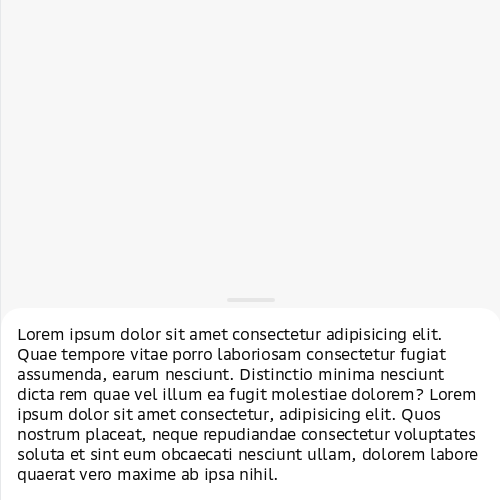 Lorem ipsum dolor sit amet consectetur adipisicing elit.
Quae tempore vitae porro laboriosam consectetur fugiat
assumenda, earum nesciunt. Distinctio minima nesciunt
dicta rem quae vel illum ea fugit molestiae dolorem? Lorem
ipsum dolor sit amet consectetur, adipisicing elit. Quos
nostrum placeat, neque repudiandae consectetur voluptates
soluta et sint eum obcaecati nesciunt ullam, dolorem labore
quaerat vero maxime ab ipsa nihil.